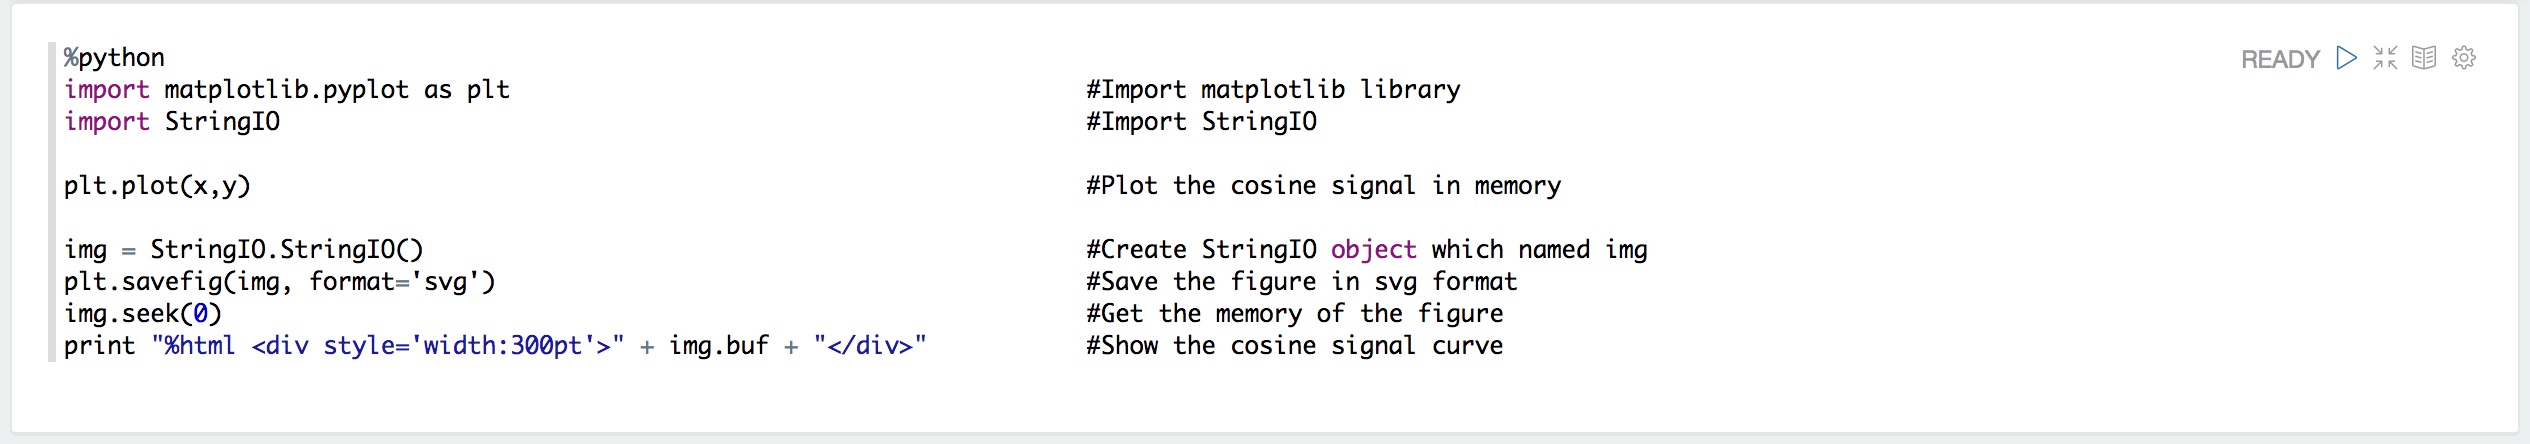 %python READY
import matplotlib.pyplot as plt #Import matplotlib library
import StringIO #Import StringIO
plt.plot(x,y) #Plot the cosine signal in memory
img = StringIO.StringIO() #Create StringIO object which named img
plt.savefig(img, format='svg') #Save the figure in svg format
img.seek(0) #Get the memory of the figure
print "%html <div style='width:300pt'>" + img.buf + "</div>" #Show the cosine signal curve